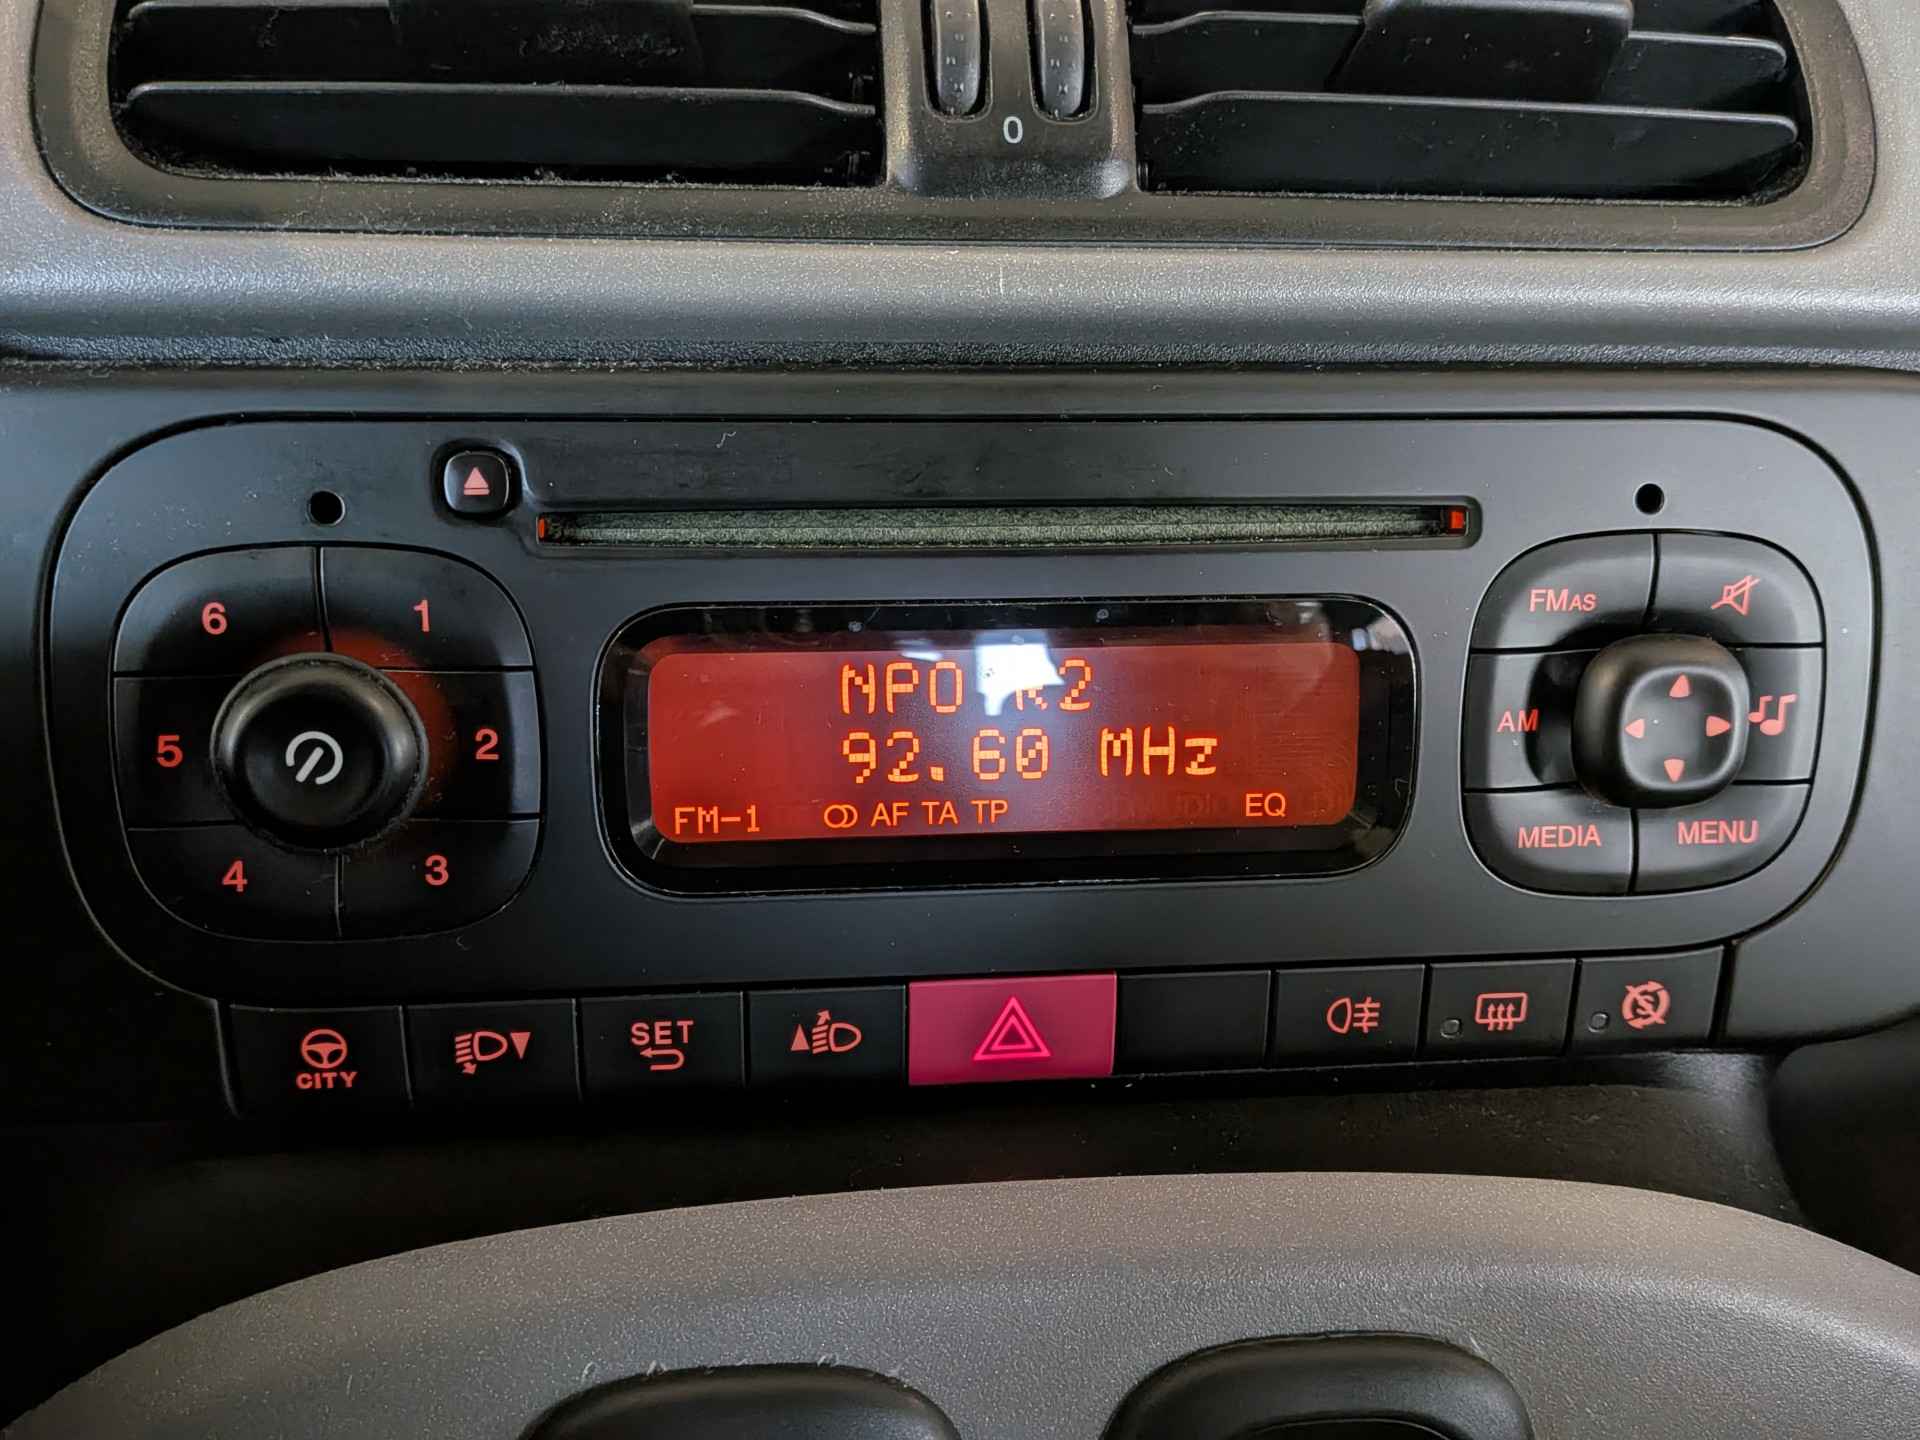 0
6 1
5 2
4 3
NPO R2
92.60 MHz
FM-1 AF TA TP EQ
FMAS
AM
MEDIA MENU
CITY
SET